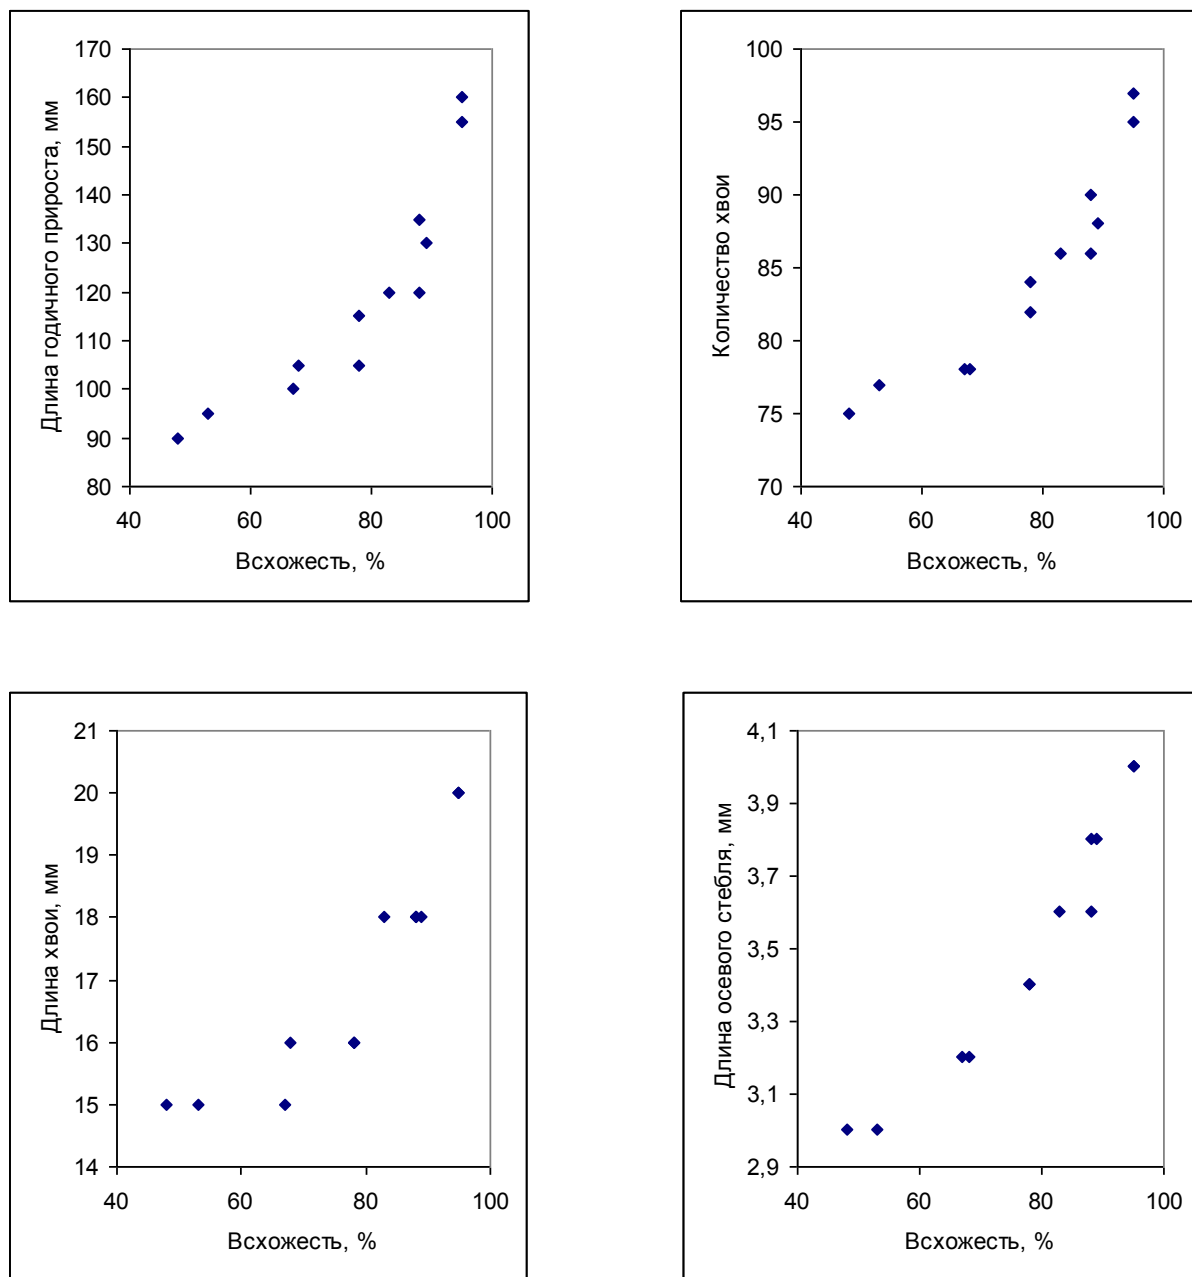 Длина годичного прироста, мм
170
160
150
140
130
120
110
100
90
80
40 60 80 100
Всхожесть, %
Количество хвои
100
95
90
85
80
75
70
40 60 80 100
Всхожесть, %
Длина хвои, мм
21
20
19
18
17
16
15
14
40 60 80 100
Всхожесть, %
Длина осевого стебля, мм
4,1
3,9
3,7
3,5
3,3
3,1
2,9
40 60 80 100
Всхожесть, %